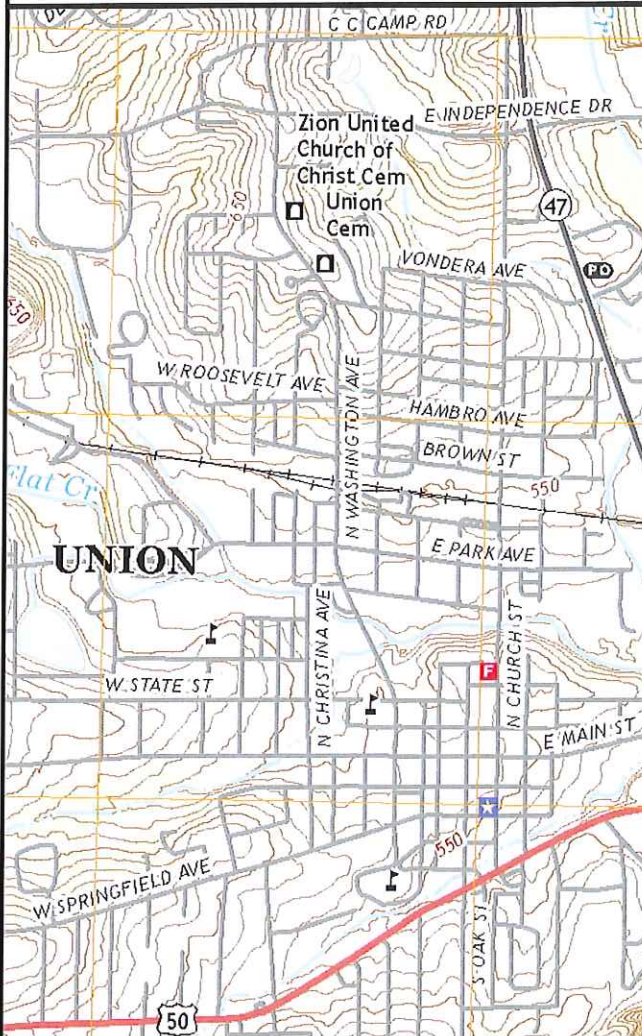 C C CAMP RD
E INDEPENDENCE DR
Zion United
Church of
Christ Cem
Union
Cem
650
47
VONDERA AVE
PO
W ROOSEVELT AVE
N WASHINGTON AVE
HAMBRO AVE
BROWN ST
550
Flat Cr
UNION
E PARK AVE
N CHRISTINA AVE
N CHURCH ST
F
W STATE ST
E MAIN ST
550
W SPRINGFIELD AVE
S OAK ST
50